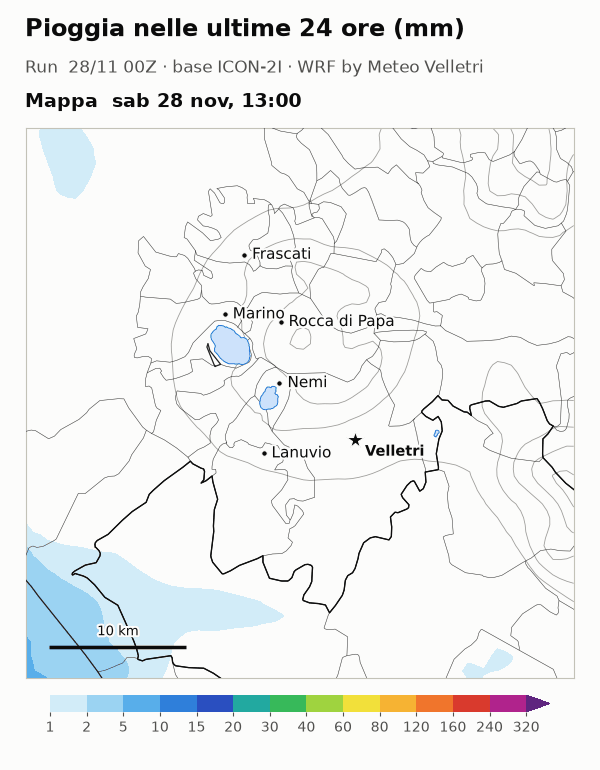 Pioggia nelle ultime 24 ore (mm)
Run 28/11 00Z · base ICON-2I · WRF by Meteo Velletri
Mappa sab 28 nov, 13:00
Frascati
Marino
Rocca di Papa
Nemi
Velletri
Lanuvio
10 km
1 2 5 10 15 20 30 40 60 80 120 160 240 320